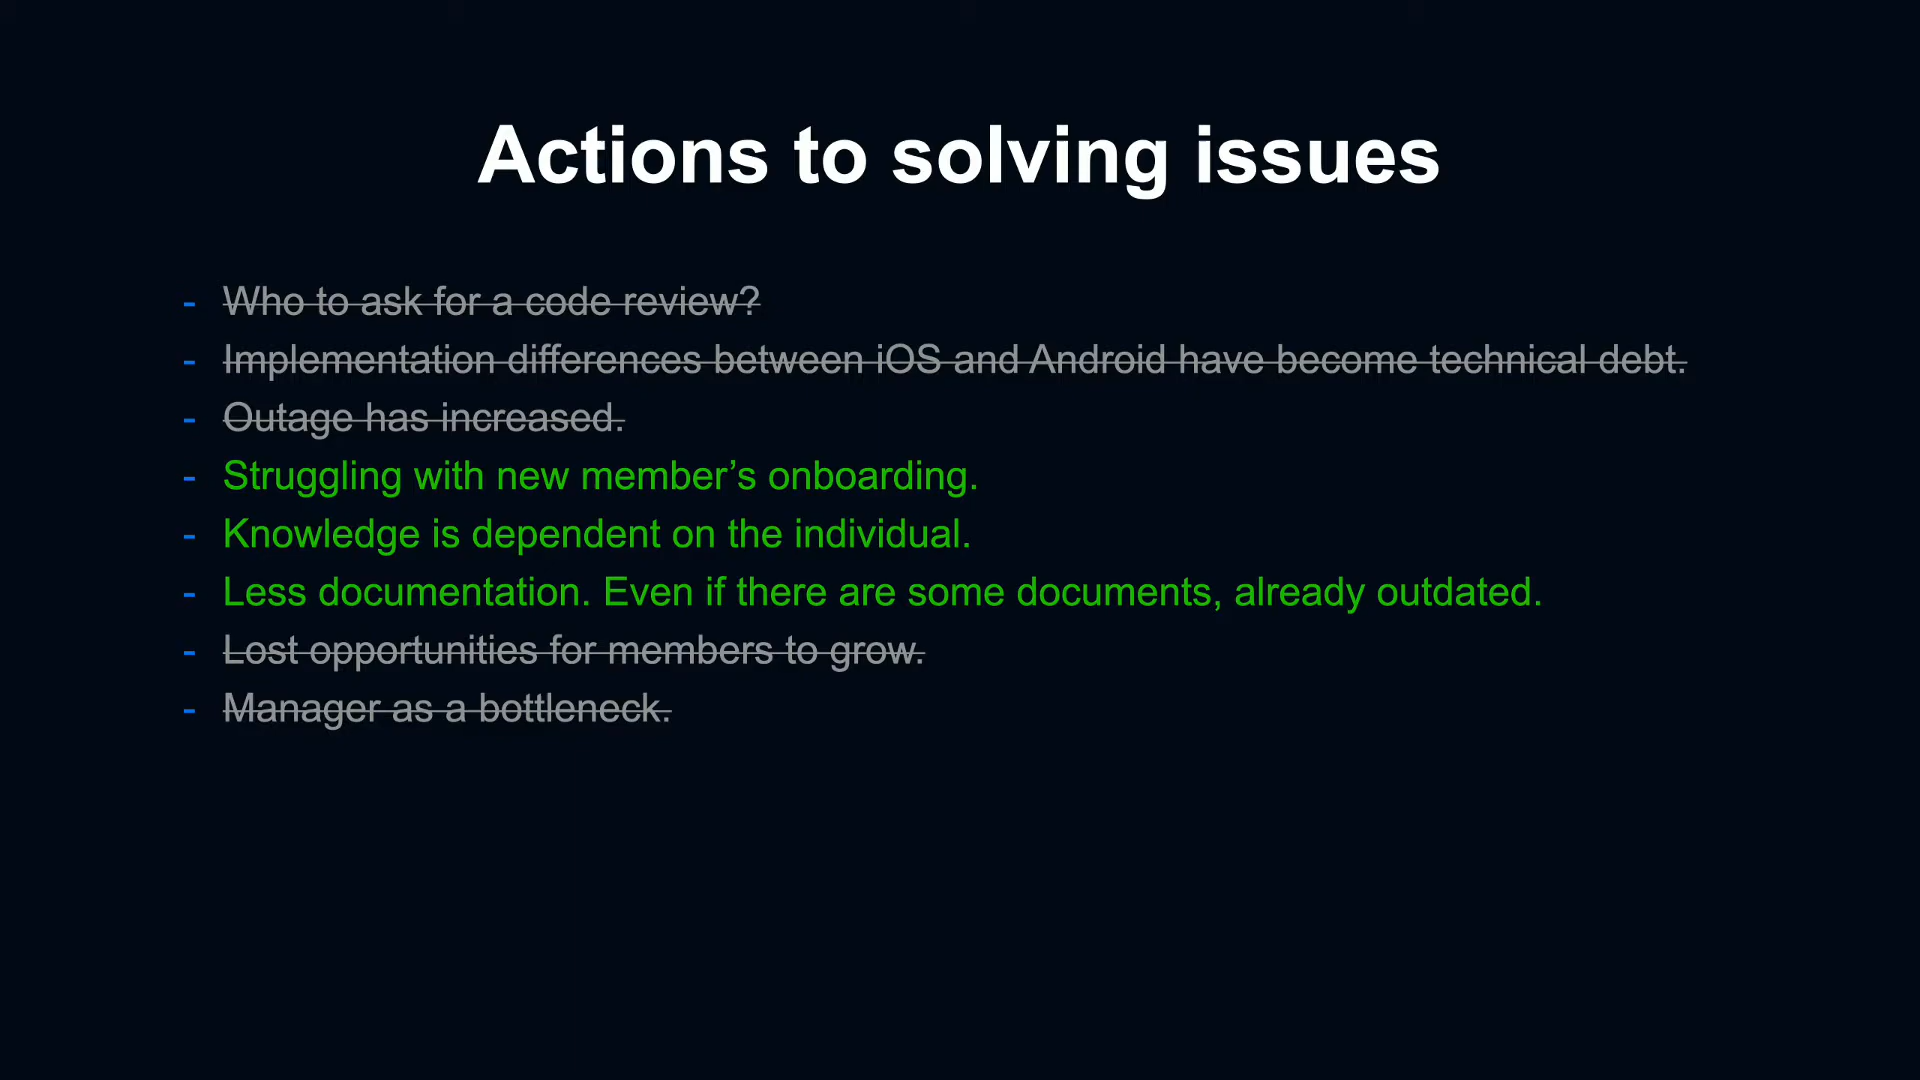 Actions to solving issues
- Who to ask for a code review?
- Implementation differences between iOS and Android have become technical debt.
- Outage has increased.
- Struggling with new member’s onboarding.
- Knowledge is dependent on the individual.
- Less documentation. Even if there are some documents, already outdated.
- Lost opportunities for members to grow.
- Manager as a bottleneck.